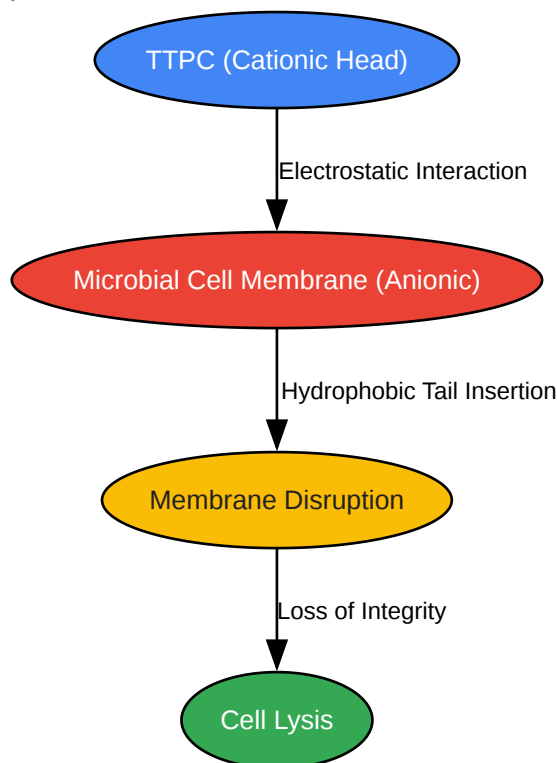 TTPC (Cationic Head)
Electrostatic Interaction
Microbial Cell Membrane (Anionic)
Hydrophobic Tail Insertion
Membrane Disruption
Loss of Integrity
Cell Lysis